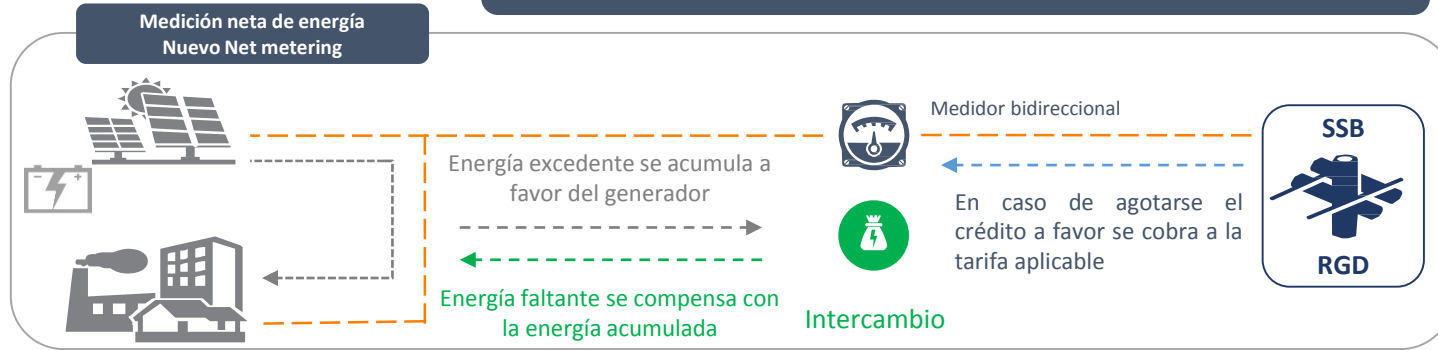 Medición neta de energía
Nuevo Net metering
Medidor bidireccional
SSB
Energía excedente se acumula a
favor del generador
En caso de agotarse el
crédito a favor se cobra a la
tarifa aplicable
RGD
Energía faltante se compensa con
la energía acumulada
Intercambio